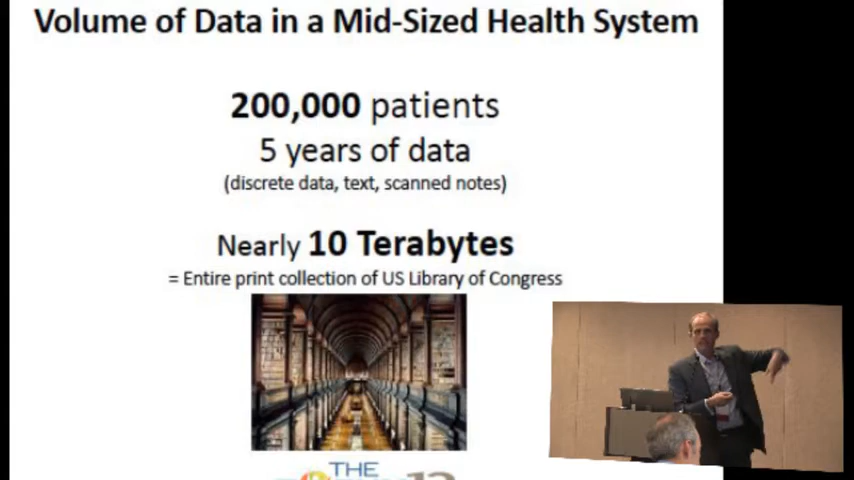 Volume of Data in a Mid-Sized Health System
200,000 patients
5 years of data
(discrete data, text, scanned notes)
Nearly 10 Terabytes
= Entire print collection of US Library of Congress
THE